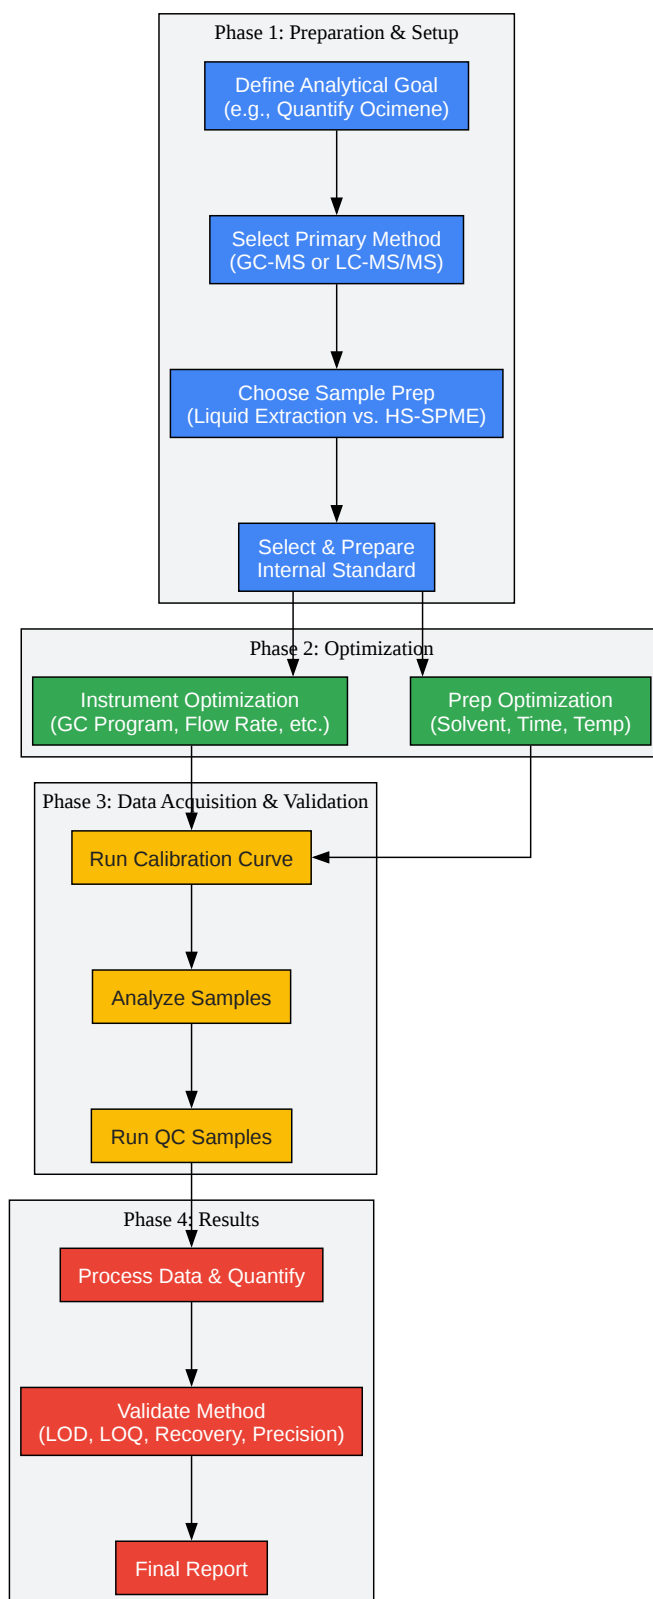 Phase 1: Preparation & Setup
Define Analytical Goal
(e.g., Quantify Ocimene)
Select Primary Method
(GC-MS or LC-MS/MS)
Choose Sample Prep
(Liquid Extraction vs. HS-SPME)
Select & Prepare
Internal Standard
Phase 2: Optimization
Instrument Optimization
(GC Program, Flow Rate, etc.)
Prep Optimization
(Solvent, Time, Temp)
Phase 3: Data Acquisition & Validation
Run Calibration Curve
Analyze Samples
Run QC Samples
Phase 4: Results
Process Data & Quantify
Validate Method
(LOD, LOQ, Recovery, Precision)
Final Report